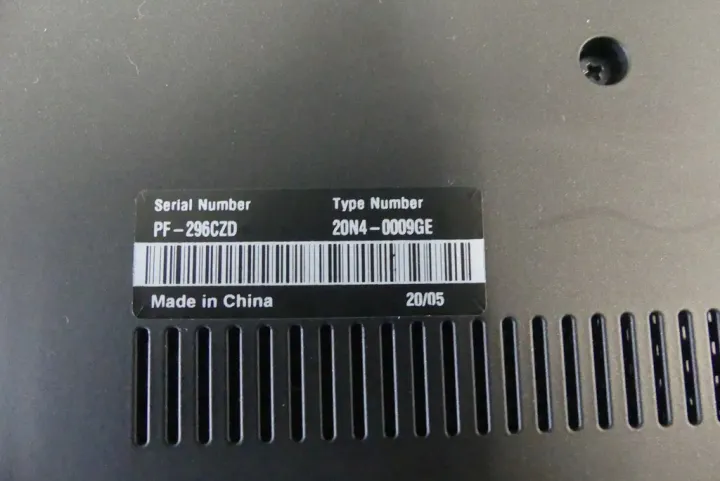 Serial Number Type Number
PF-296CZD 20N4-0009GE
Made in China 20/05